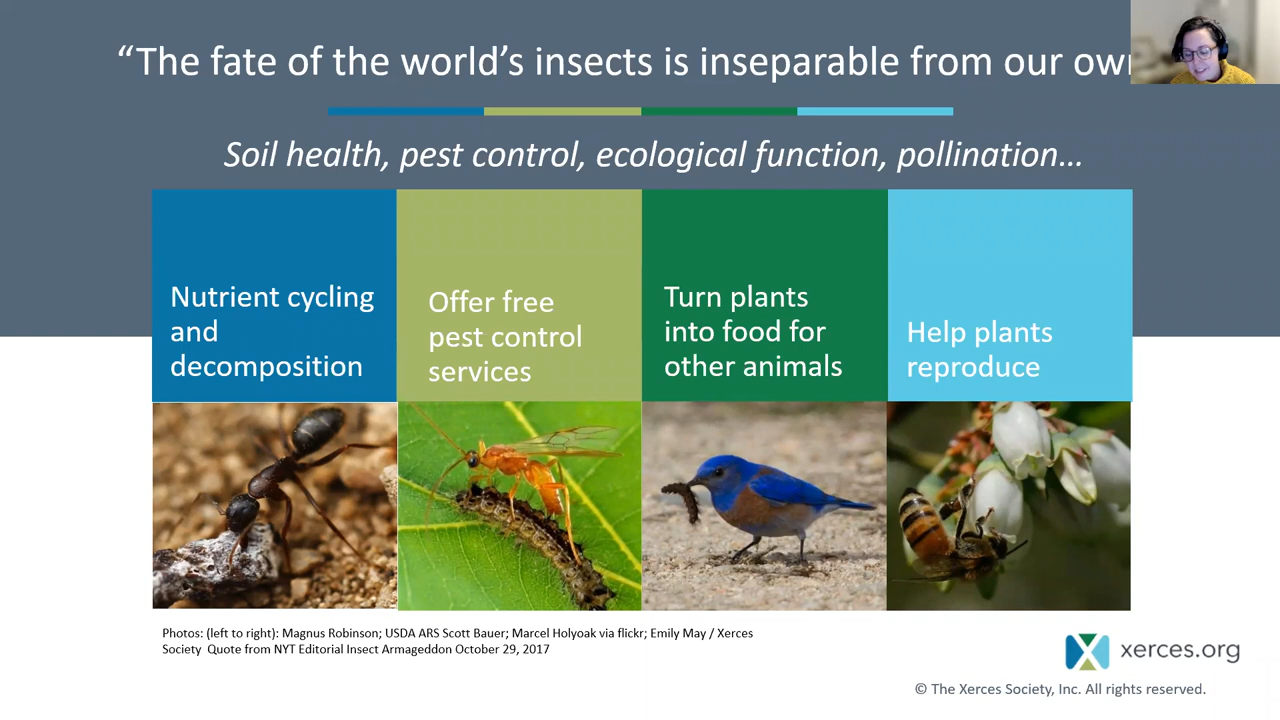 “The fate of the world’s insects is inseparable from our
Soil health, pest control, ecological function, pollination…
Nutrient cycling
and
decomposition
Offer free
pest control
services
Turn plants
into food for
other animals
Help plants
reproduce
Photos: (left to right): Magnus Robinson; USDA ARS Scott Bauer; Marcel Holyoak via flickr; Emily May / Xerces
Society Quote from NYT Editorial Insect Armageddon October 29, 2017
xerces.org
© The Xerces Society, Inc. All rights reserved.